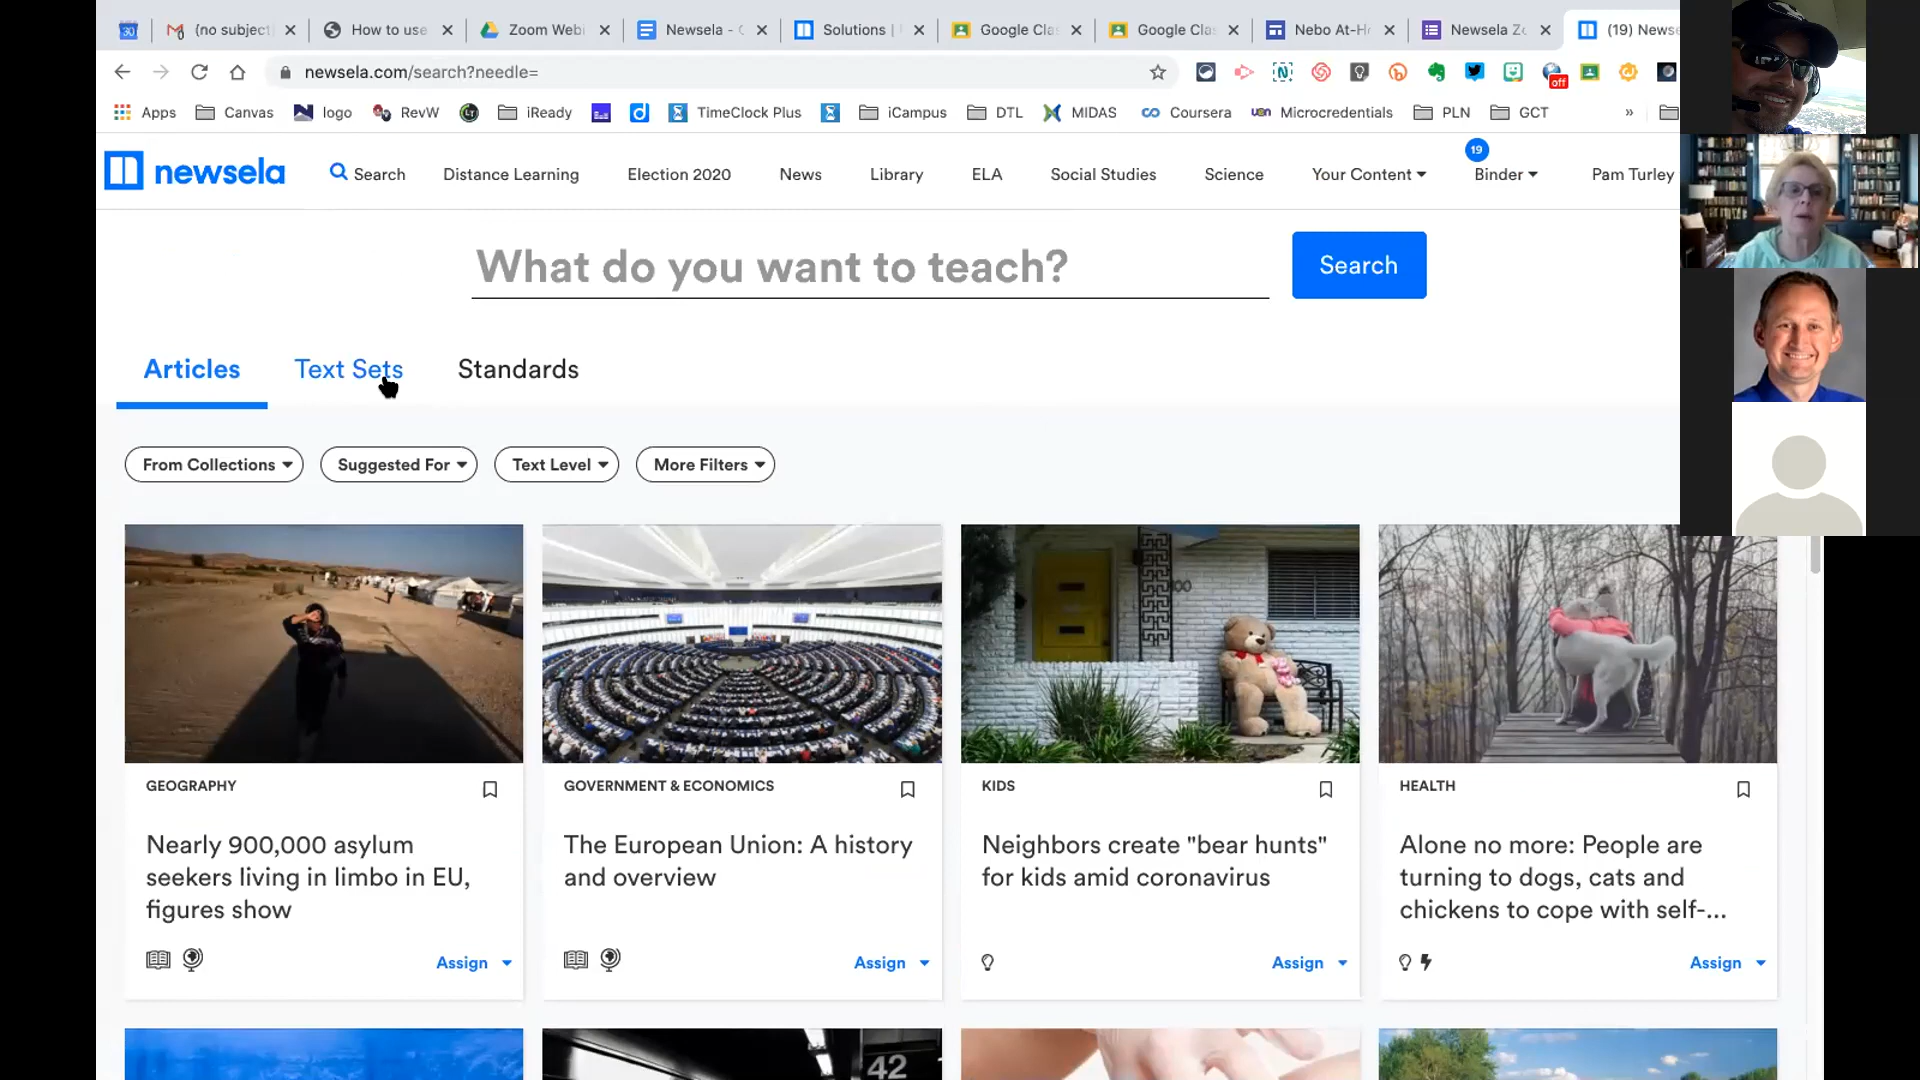 (no subject
How to use
Zoom Webi
Newsela - 
Solutions |
Google Cla
Google Clas
Nebo At-H
Newsela Zo
(19) Newse
newsela.com/search?needle=
off
Apps
Canvas
logo
RevW
iReady
TimeClock Plus
iCampus
DTL
MIDAS
Coursera
Microcredentials
PLN
GCT
»
newsela
Search
Distance Learning
Election 2020
News
Library
ELA
Social Studies
Science
Your Content
19
Binder
Pam Turley
What do you want to teach?
Search
Articles
Text Sets
Standards
From Collections
Suggested For
Text Level
More Filters
GEOGRAPHY
Nearly 900,000 asylum
seekers living in limbo in EU,
figures show
Assign
GOVERNMENT & ECONOMICS
The European Union: A history
and overview
Assign
KIDS
Neighbors create "bear hunts"
for kids amid coronavirus
Assign
HEALTH
Alone no more: People are
turning to dogs, cats and
chickens to cope with self-...
Assign
42